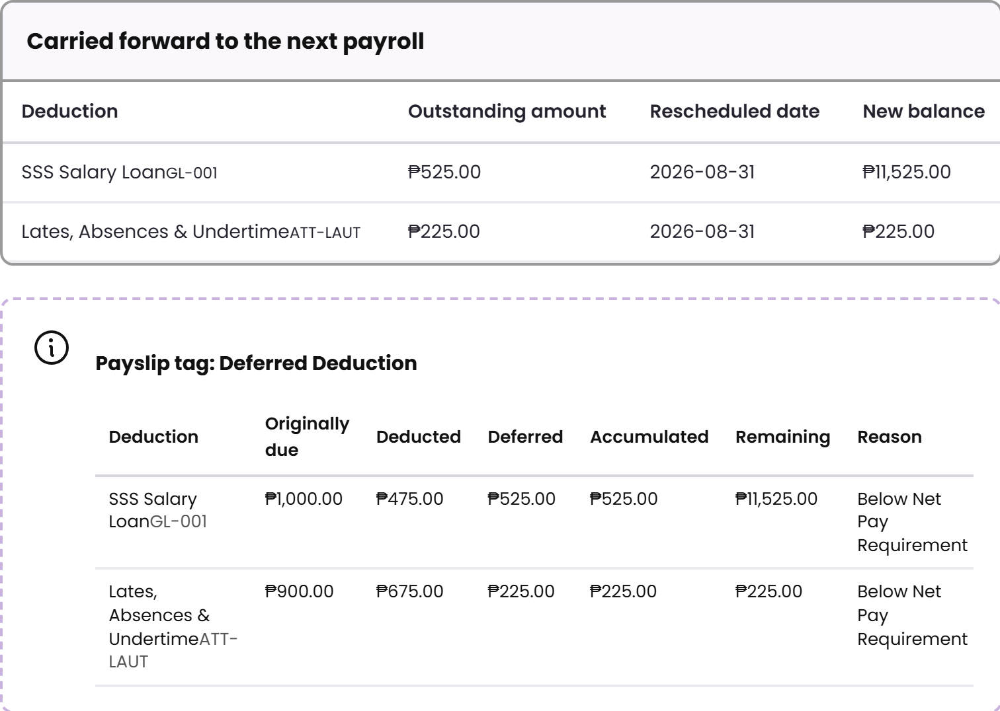 Carried forward to the next payroll
Deduction Outstanding amount Rescheduled date New balance
SSS Salary LoanGL-001 ₱525.00 2026-08-31 ₱11,525.00
Lates, Absences & UndertimeATT-LAUT ₱225.00 2026-08-31 ₱225.00
Payslip tag: Deferred Deduction
Deduction Originally due Deducted Deferred Accumulated Remaining Reason
SSS Salary ₱1,000.00 ₱475.00 ₱525.00 ₱525.00 ₱11,525.00 Below Net
LoanGL-001 Pay
Requirement
Lates, ₱900.00 ₱675.00 ₱225.00 ₱225.00 ₱225.00 Below Net
Absences & Pay
UndertimeATT- Requirement
LAUT